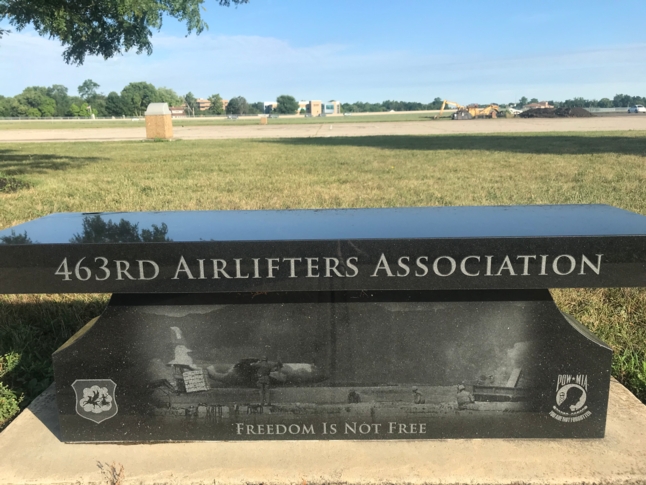 463RD AIRLIFTERS ASSOCIATION
POW★MIA
FREEDOM IS NOT FREE